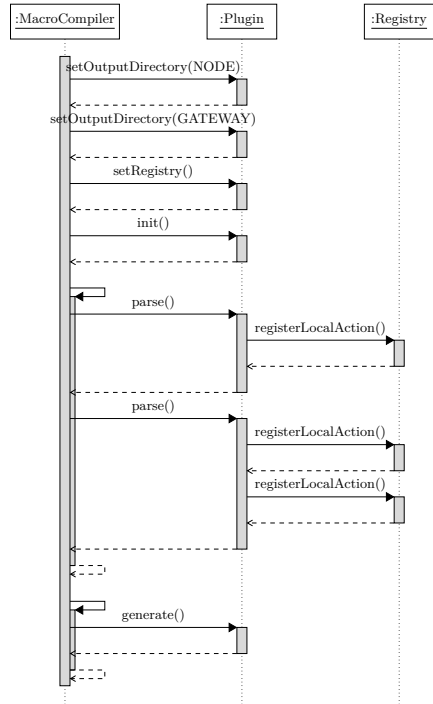 :MacroCompiler :Plugin :Registry
setOutputDirectory(NODE)
setOutputDirectory(GATEWAY)
setRegistry()
init()
parse()
registerLocalAction()
parse()
registerLocalAction()
registerLocalAction()
generate()